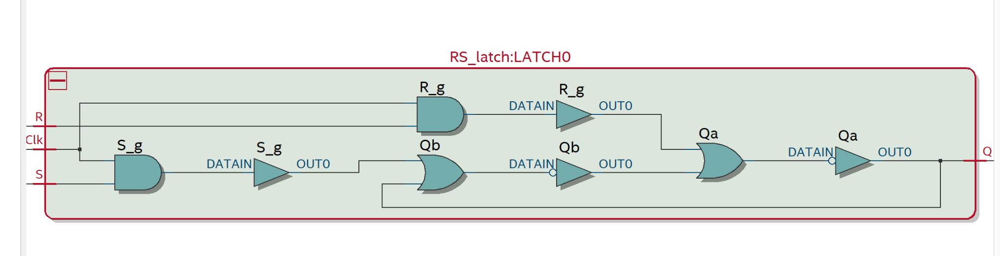 RS_latch:LATCH0
R_g
R_g
DATAIN
OUT0
R
Clk
S_g
S_g
Qb
Qb
Qa
Qa
DATAIN
OUT0
DATAIN
OUT0
DATAIN
OUT0
Q
S